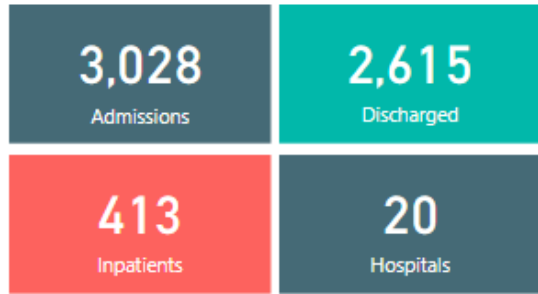 3,028
Admissions
2,615
Discharged
413
Inpatients
20
Hospitals